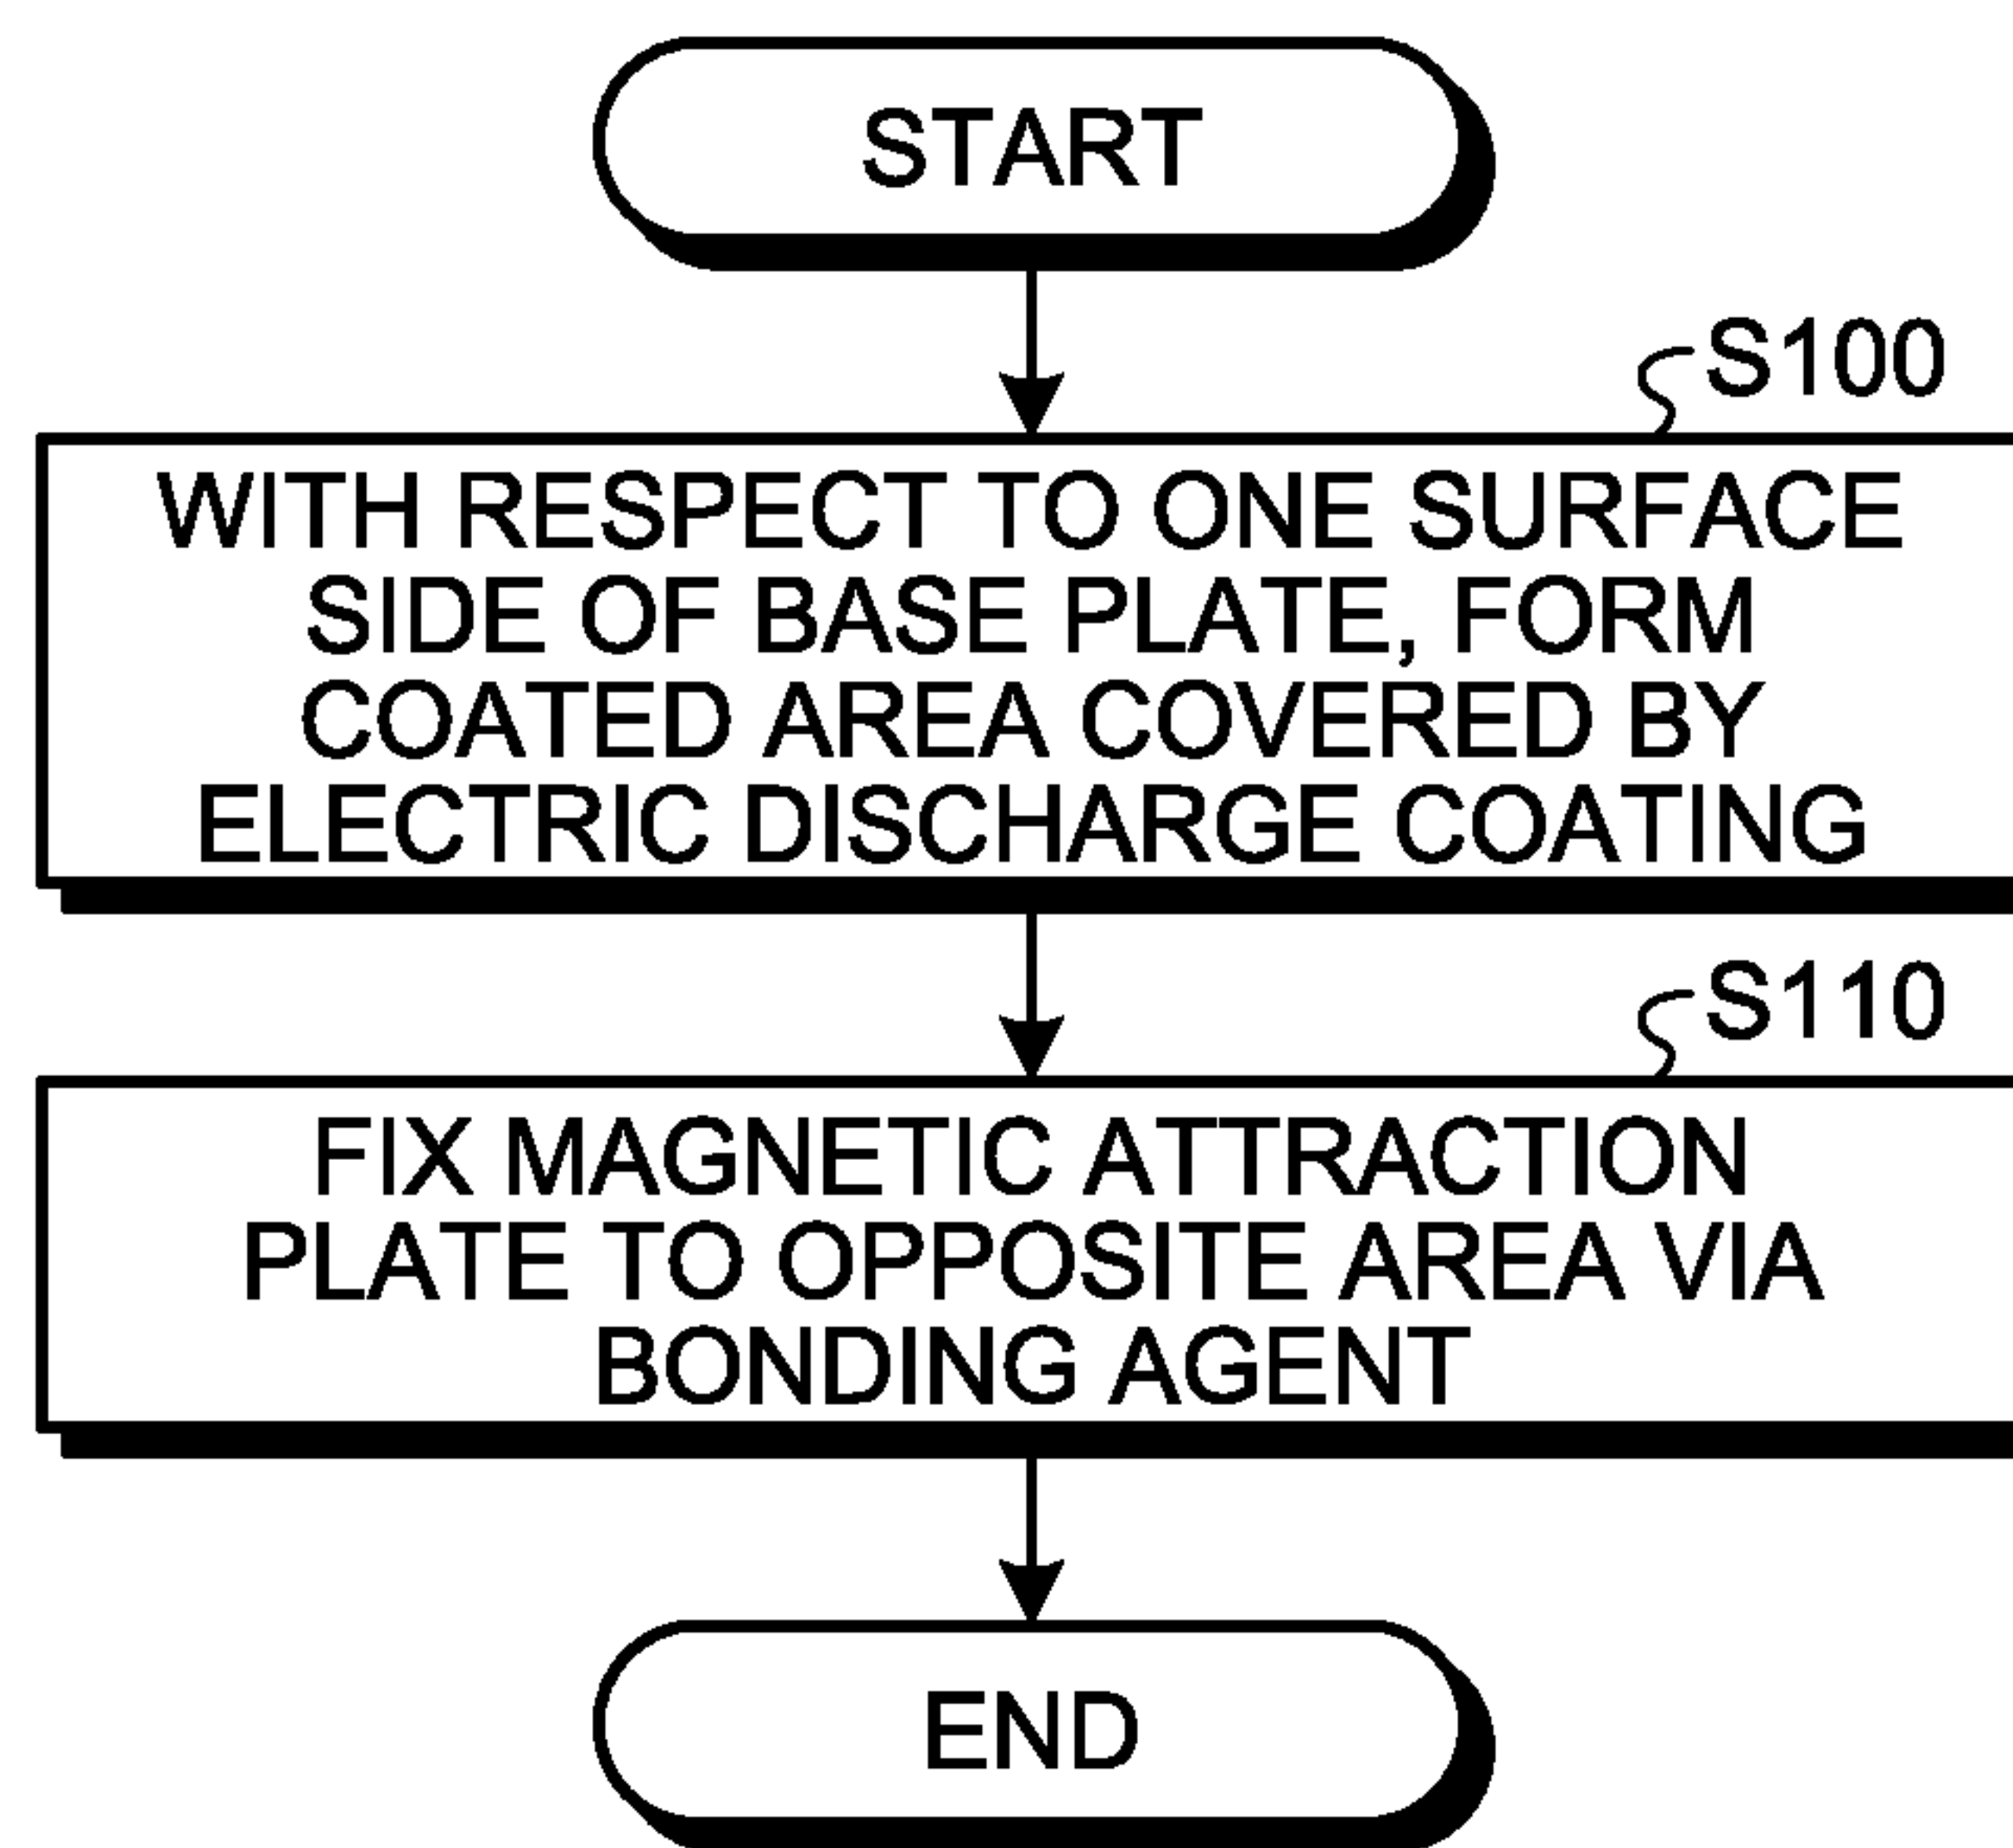 START
S100
WITH RESPECT TO ONE SURFACE
SIDE OF BASE PLATE, FORM
COATED AREA COVERED BY
ELECTRIC DISCHARGE COATING
S110
FIX MAGNETIC ATTRACTION
PLATE TO OPPOSITE AREA VIA
BONDING AGENT
END